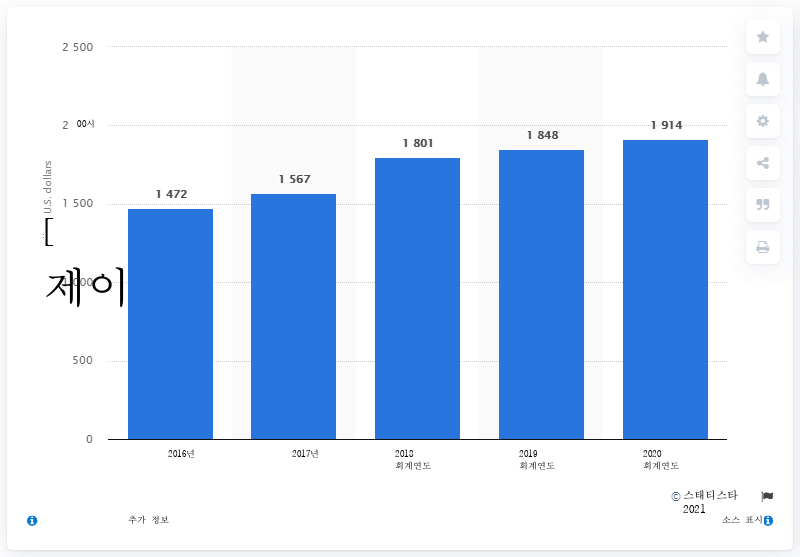 2 500
2 00시
1 914
1 848
1 801
1 567
1 472
1 500
U.S. dollars
[
제이
500
0
2016년
2017년
2018
회계연도
2019
회계연도
2020
회계연도
© 스태티스타
2021
추가 정보
소스 표시